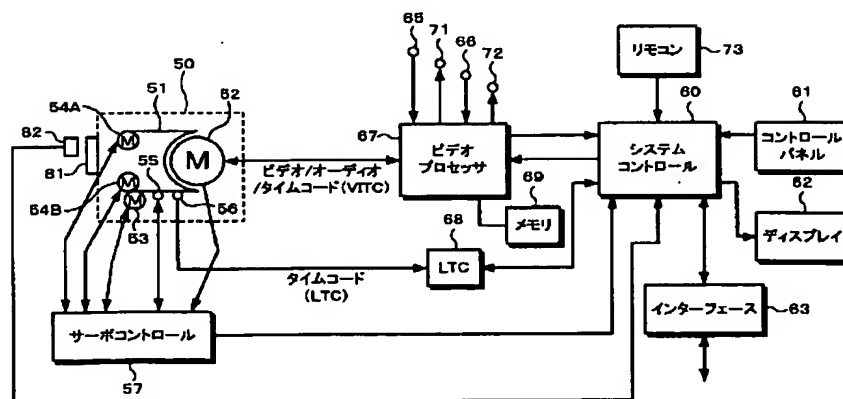 65
71
66
72
リモコン
73
50
51
52
54A
82
81
67
60
61
M
M
ビデオ
プロセッサ
システム
コントロール
コントロール
パネル
ビデオ/オーディオ
/タイムコード(VITC)
55
54B
M
M
53
56
69
メモリ
62
ディスプレイ
68
LTC
タイムコード
(LTC)
インターフェース
63
サーボコントロール
57